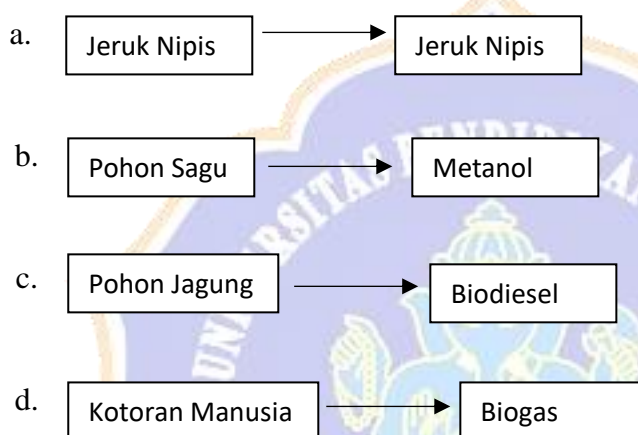 a. Jeruk Nipis Jeruk Nipis
b. Pohon Sagu Metanol
c. Pohon Jagung Biodiesel
d. Kotoran Manusia Biogas